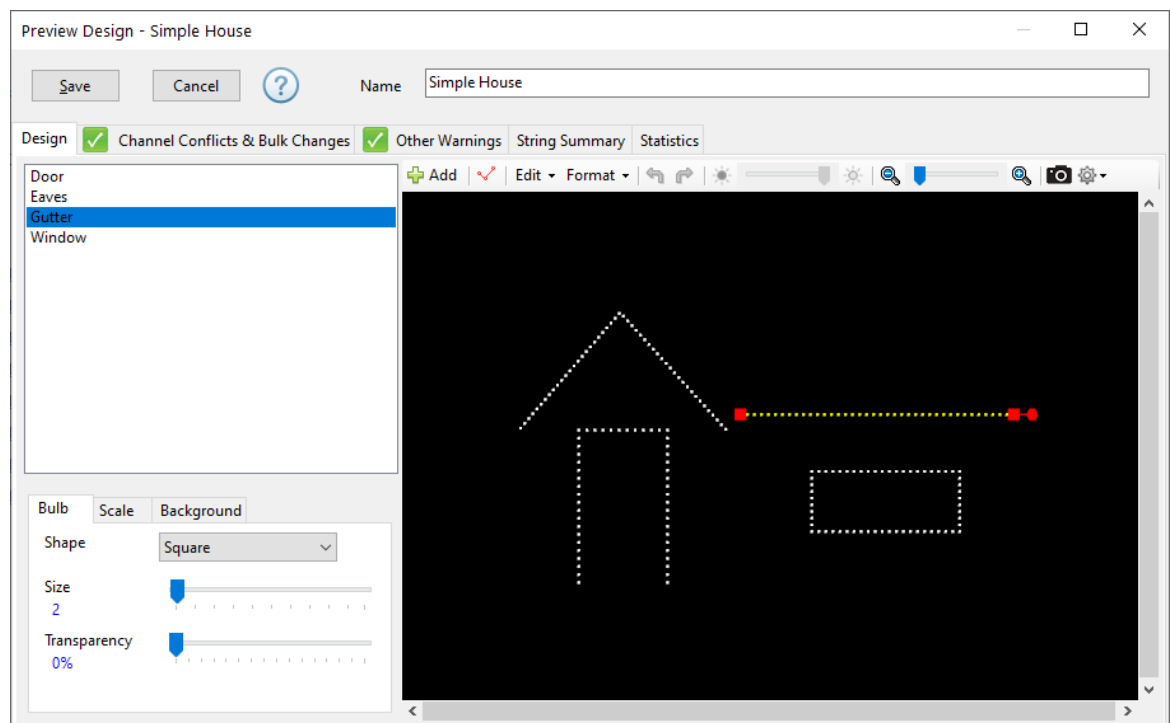 Preview Design - Simple House
Save Cancel ? Name Simple House
Design Channel Conflicts & Bulk Changes Other Warnings String Summary Statistics
Door
Eaves
Gutter
Window
Add Edit Format
Bulb Scale Background
Shape Square
Size
2
Transparency
0%